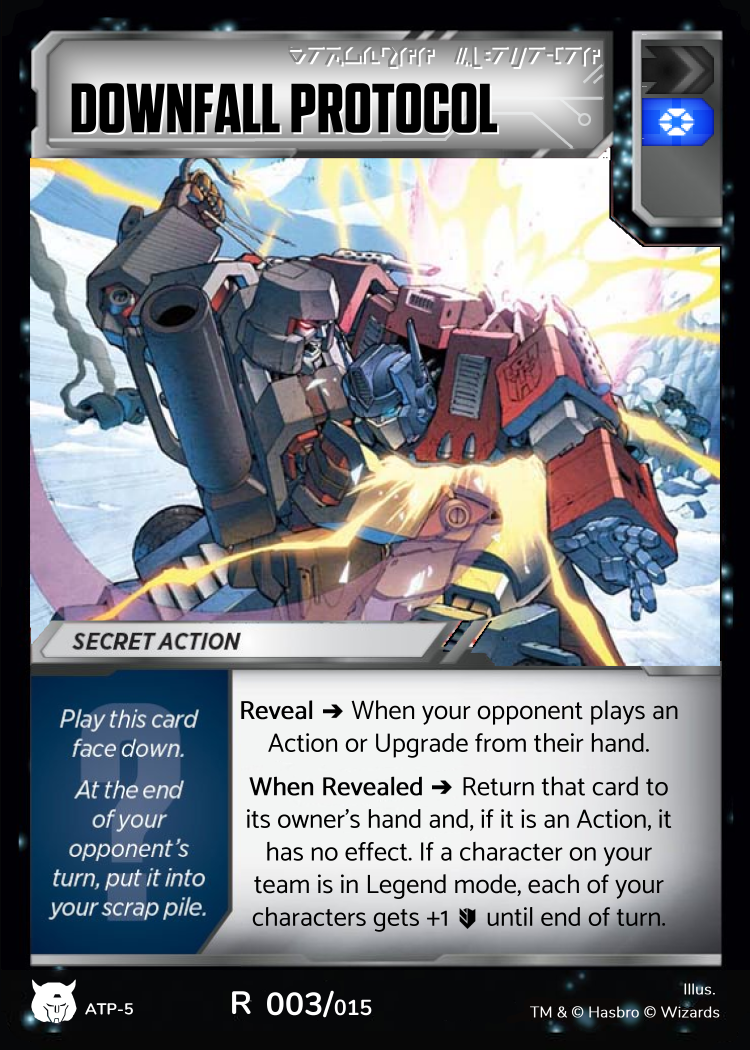 DOWNFALL PROTOCOL
SECRET ACTION
Play this card
face down.
At the end
of your
opponent's
turn, put it into
your scrap pile.
Reveal ➔ When your opponent plays an
Action or Upgrade from their hand.
When Revealed ➔ Return that card to
its owner's hand and, if it is an Action, it
has no effect. If a character on your
team is in Legend mode, each of your
characters gets +1 until end of turn.
ATP-5
R 003/015
Illus.
TM & © Hasbro © Wizards